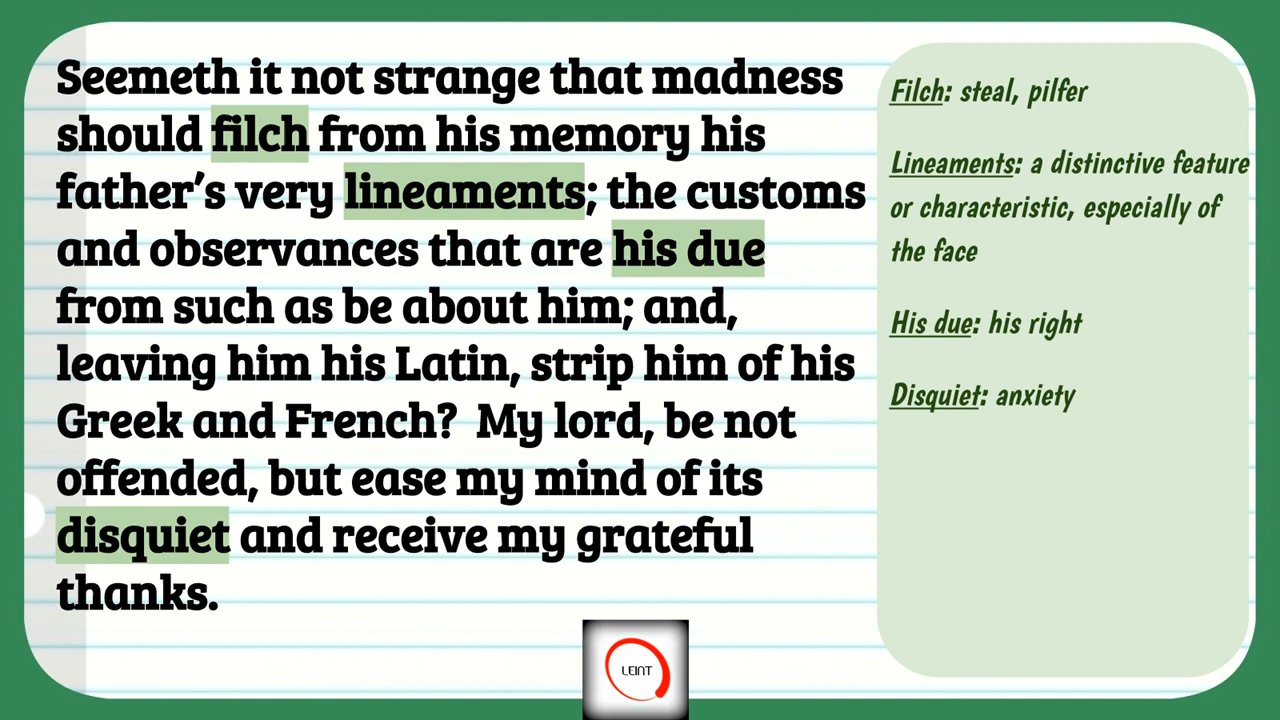 Seemeth it not strange that madness
should filch from his memory his
father's very lineaments; the customs
and observances that are his due
from such as be about him; and,
leaving him his Latin, strip him of his
Greek and French?  My lord, be not
offended, but ease my mind of its
disquiet and receive my grateful
thanks.
Filch: steal, pilfer
Lineaments: a distinctive feature
or characteristic, especially of
the face
His due: his right
Disquiet: anxiety
LEINT